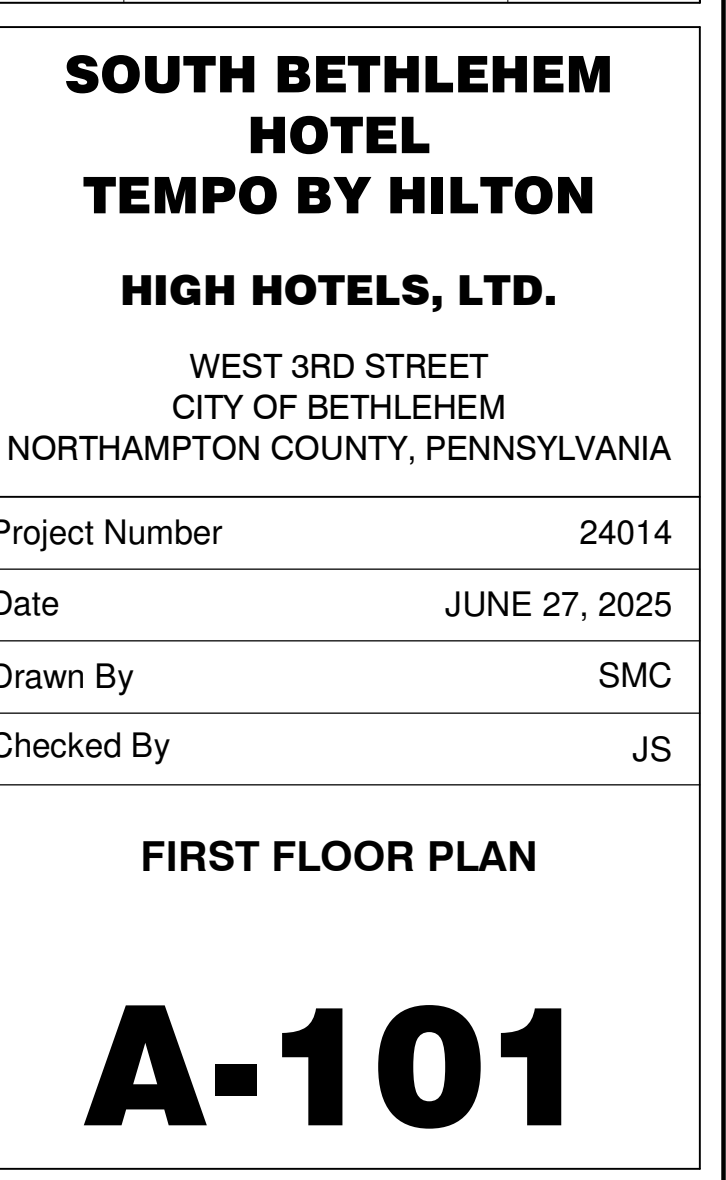 SOUTH BETHLEHEM
HOTEL
TEMPO BY HILTON
HIGH HOTELS, LTD.
WEST 3RD STREET
CITY OF BETHLEHEM
NORTHAMPTON COUNTY, PENNSYLVANIA
Project Number 24014
Date JUNE 27, 2025
Drawn By SMC
Checked By JS
FIRST FLOOR PLAN
A-101